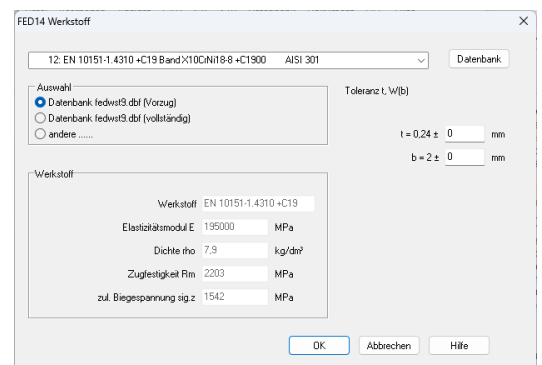 FED14 Werkstoff
12: EN 10151-1.4310 +C19 Band X10CrNi18-8 +C1900 AISI 301
Datenbank
Auswahl
Datenbank fedwst9.dbf (Vorzug)
Datenbank fedwst9.dbf (vollständig)
andere ......
Toleranz t, W(b)
t = 0,24 ± 0 mm
b = 2 ± 0 mm
Werkstoff
Werkstoff EN 10151-1.4310 +C19
Elastizitätsmodul E 195000 MPa
Dichte rho 7,9 kg/dm³
Zugfestigkeit Rm 2203 MPa
zul. Biegespannung sig.z 1542 MPa
OK Abbrechen Hilfe